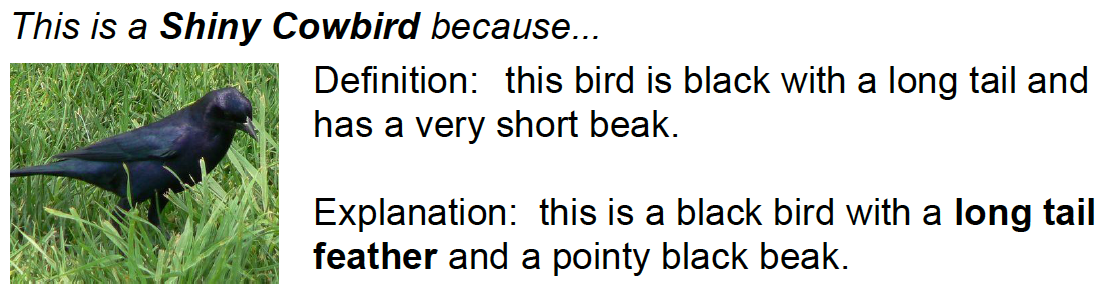 This is a Shiny Cowbird because...
Definition: this bird is black with a long tail and
has a very short beak.
Explanation: this is a black bird with a long tail
feather and a pointy black beak.